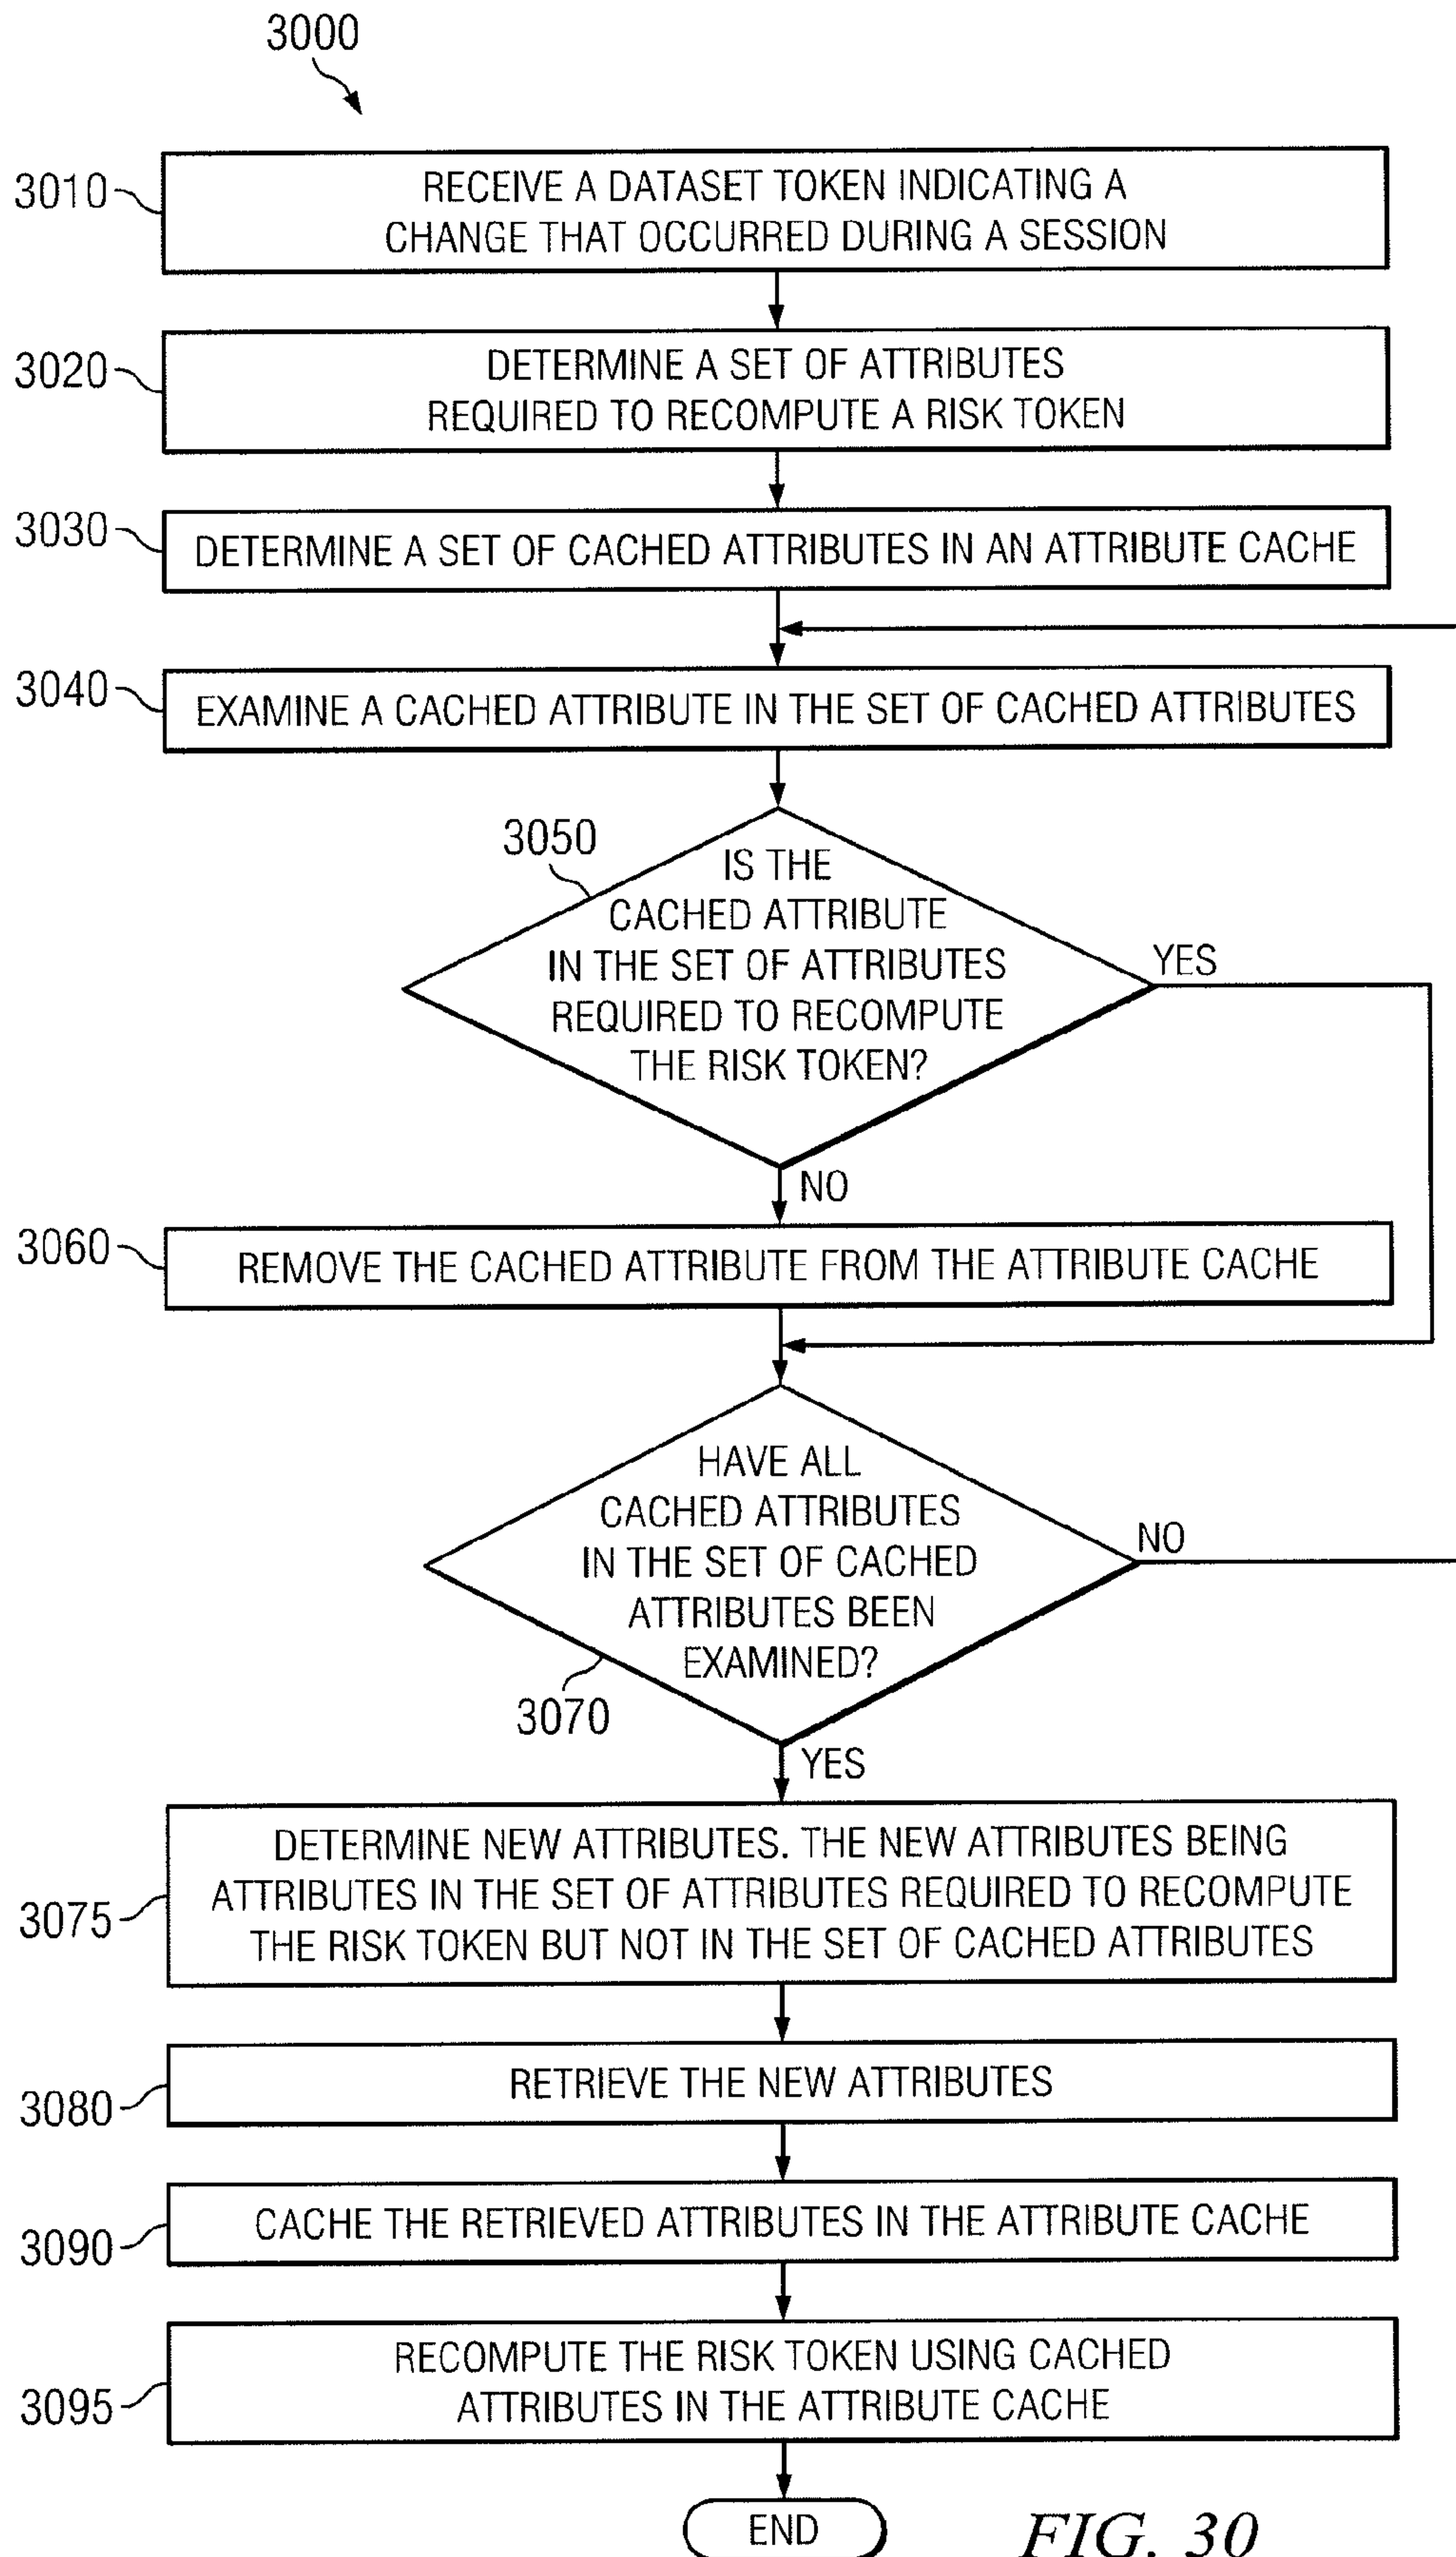 3000
3010
RECEIVE A DATASET TOKEN INDICATING A
CHANGE THAT OCCURRED DURING A SESSION
3020
DETERMINE A SET OF ATTRIBUTES
REQUIRED TO RECOMPUTE A RISK TOKEN
3030
DETERMINE A SET OF CACHED ATTRIBUTES IN AN ATTRIBUTE CACHE
3040
EXAMINE A CACHED ATTRIBUTE IN THE SET OF CACHED ATTRIBUTES
3050
IS THE
CACHED ATTRIBUTE
IN THE SET OF ATTRIBUTES
REQUIRED TO RECOMPUTE
THE RISK TOKEN?
YES
NO
3060
REMOVE THE CACHED ATTRIBUTE FROM THE ATTRIBUTE CACHE
HAVE ALL
CACHED ATTRIBUTES
IN THE SET OF CACHED
ATTRIBUTES BEEN
EXAMINED?
NO
3070
YES
3075
DETERMINE NEW ATTRIBUTES. THE NEW ATTRIBUTES BEING
ATTRIBUTES IN THE SET OF ATTRIBUTES REQUIRED TO RECOMPUTE
THE RISK TOKEN BUT NOT IN THE SET OF CACHED ATTRIBUTES
3080
RETRIEVE THE NEW ATTRIBUTES
3090
CACHE THE RETRIEVED ATTRIBUTES IN THE ATTRIBUTE CACHE
3095
RECOMPUTE THE RISK TOKEN USING CACHED
ATTRIBUTES IN THE ATTRIBUTE CACHE
END
FIG. 30